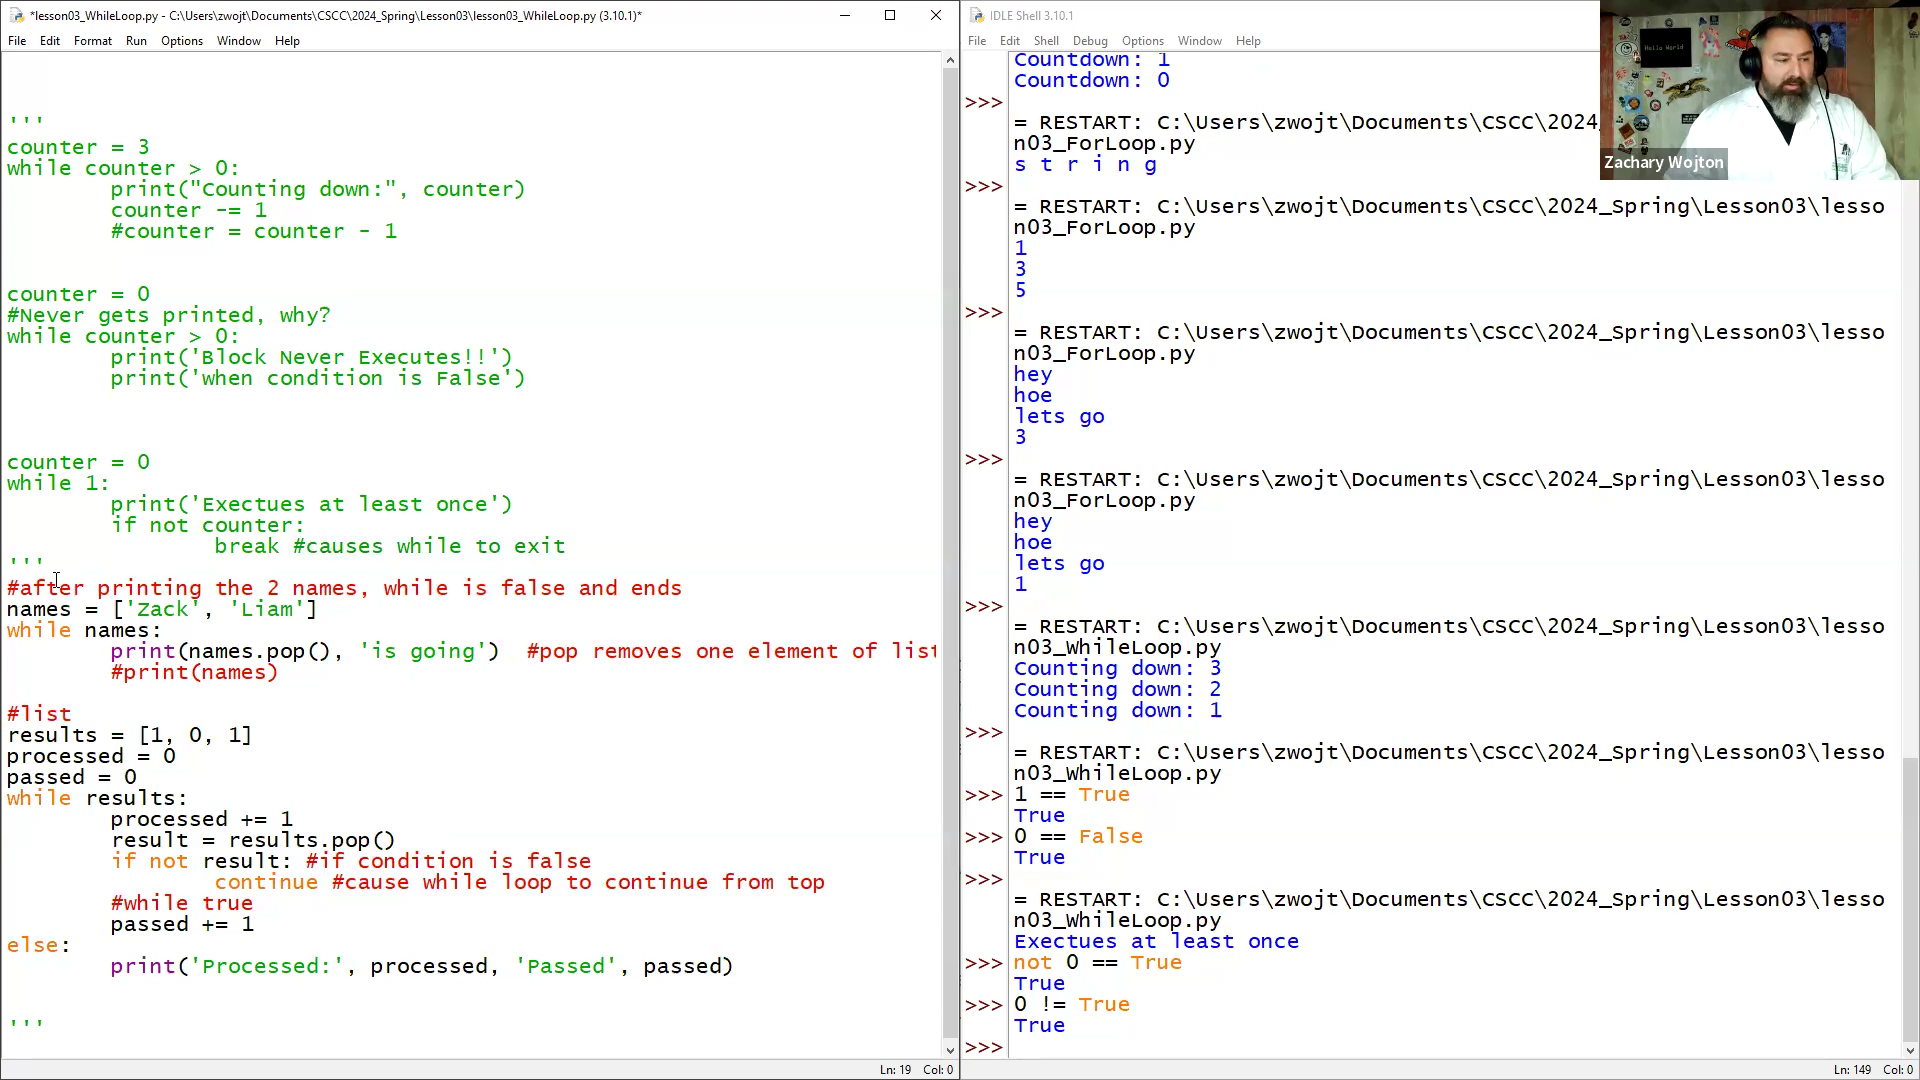 *lesson03_WhileLoop.py - C:\Users\zwojt\Documents\CSCC\2024_Spring\Lesson03\lesson03_WhileLoop.py (3.10.1)*
File Edit Format Run Options Window Help
'''
counter = 3
while counter > 0:
print("Counting down:", counter)
counter -= 1
#counter = counter - 1
counter = 0
#Never gets printed, why?
while counter > 0:
print('Block Never Executes!!')
print('when condition is False')
counter = 0
while 1:
print('Exectues at least once')
if not counter:
break #causes while to exit
'''
#after printing the 2 names, while is false and ends
names = ['Zack', 'Liam']
while names:
print(names.pop(), 'is going') #pop removes one element of list
#print(names)
#list
results = [1, 0, 1]
processed = 0
passed = 0
while results:
processed += 1
result = results.pop()
if not result: #if condition is false
continue #cause while loop to continue from top
#while true
passed += 1
else:
print('Processed:', processed, 'Passed', passed)
'''
Ln: 19 Col: 0
IDLE Shell 3.10.1
File Edit Shell Debug Options Window Help
Countdown: 1
Countdown: 0
>>>
= RESTART: C:\Users\zwojt\Documents\CSCC\2024_
n03_ForLoop.py
s t r i n g
>>>
= RESTART: C:\Users\zwojt\Documents\CSCC\2024_Spring\Lesson03\lesso
n03_ForLoop.py
1
3
5
>>>
= RESTART: C:\Users\zwojt\Documents\CSCC\2024_Spring\Lesson03\lesso
n03_ForLoop.py
hey
hoe
lets go
3
>>>
= RESTART: C:\Users\zwojt\Documents\CSCC\2024_Spring\Lesson03\lesso
n03_ForLoop.py
hey
hoe
lets go
1
>>>
= RESTART: C:\Users\zwojt\Documents\CSCC\2024_Spring\Lesson03\lesso
n03_WhileLoop.py
Counting down: 3
Counting down: 2
Counting down: 1
>>>
= RESTART: C:\Users\zwojt\Documents\CSCC\2024_Spring\Lesson03\lesso
n03_WhileLoop.py
>>> 1 == True
True
>>> 0 == False
True
>>>
= RESTART: C:\Users\zwojt\Documents\CSCC\2024_Spring\Lesson03\lesso
n03_WhileLoop.py
Exectues at least once
>>> not 0 == True
True
>>> 0 != True
True
>>>
Ln: 149 Col: 0
Hello World
Zachary Wojton